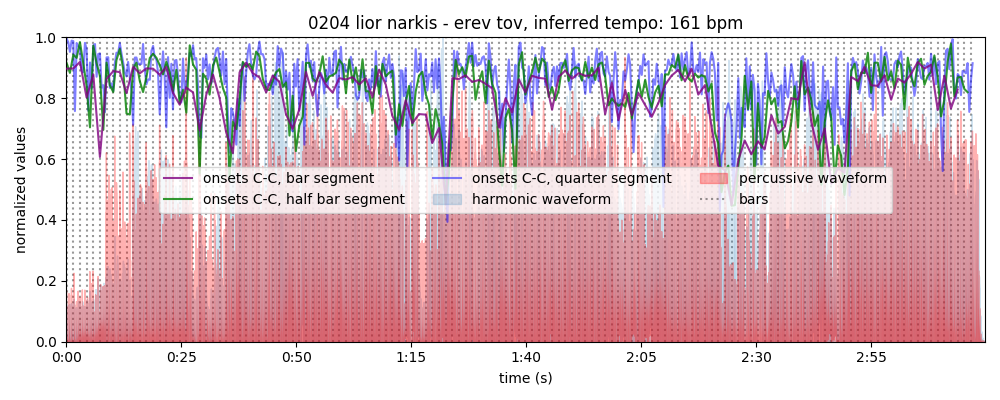 0204 lior narkis - erev tov, inferred tempo: 161 bpm
normalized values
1.0
0.8
0.6
0.4
0.2
0.0
onsets C-C, bar segment
onsets C-C, half bar segment
onsets C-C, quarter segment
harmonic waveform
percussive waveform
bars
0:00 0:25 0:50 1:15 1:40 2:05 2:30 2:55
time (s)